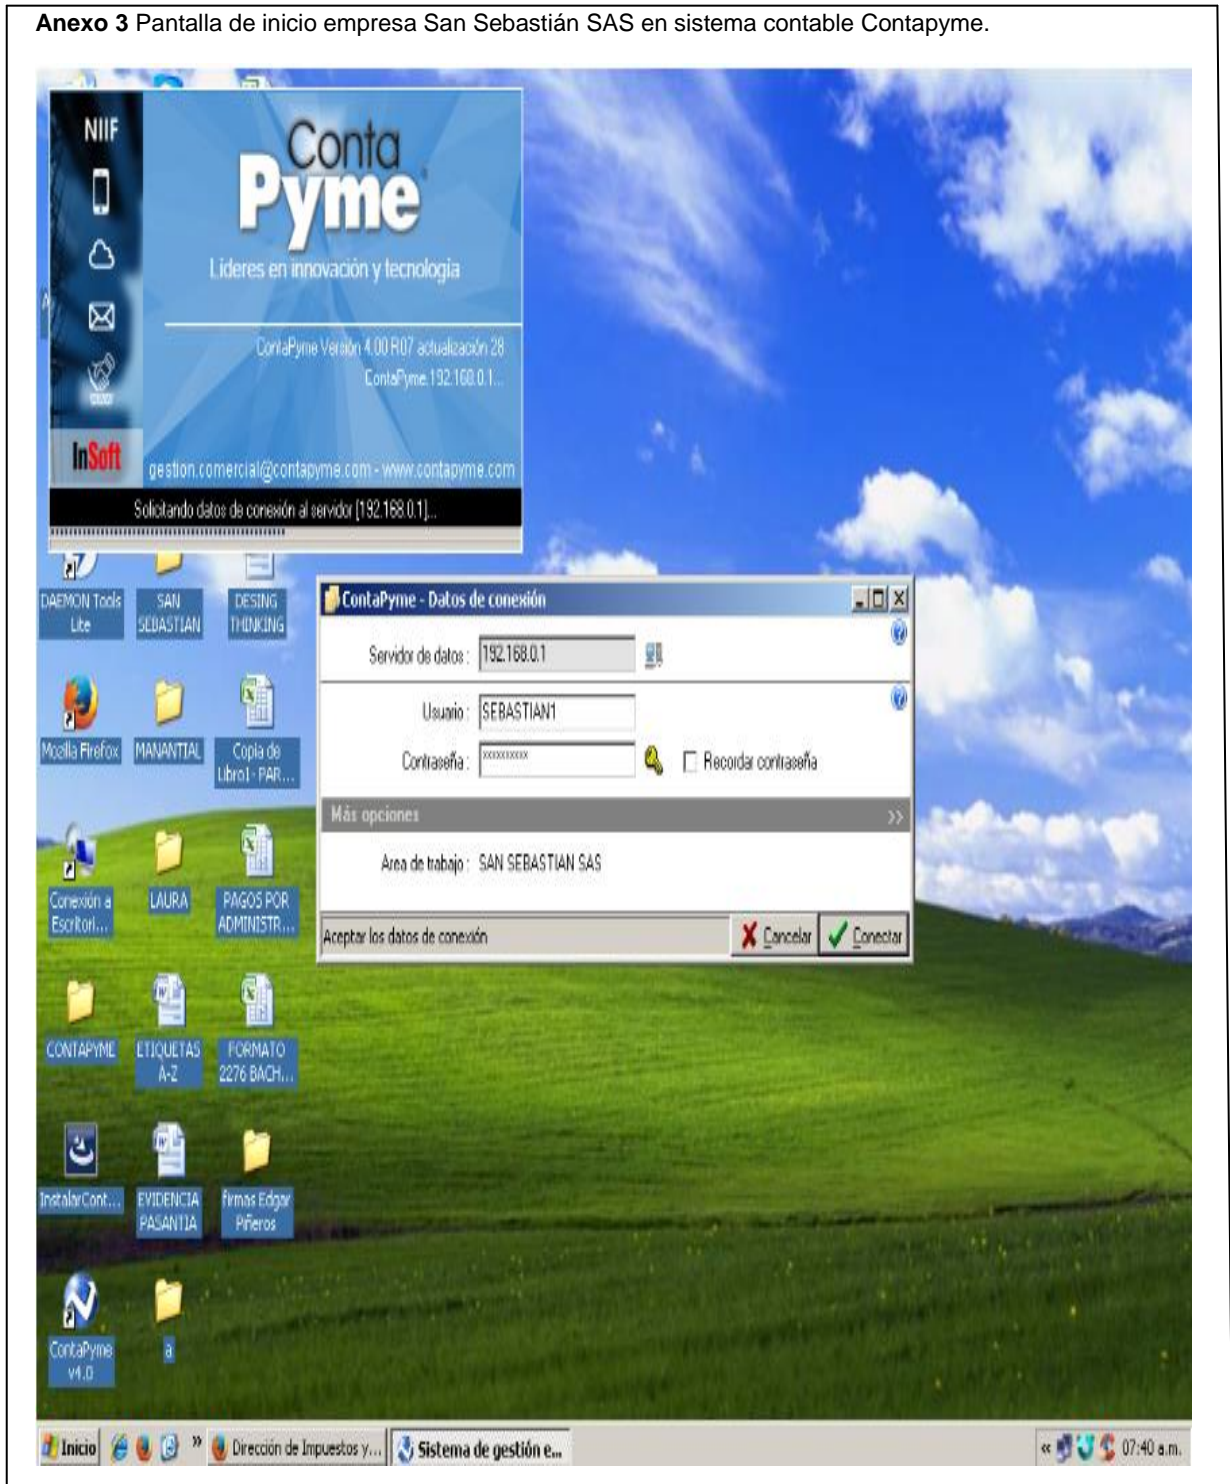 Anexo 3 Pantalla de inicio empresa San Sebastián SAS en sistema contable Contapyme.
NIIF
Conta
Pyme
Líderes en innovación y tecnología
ContaPyme Versión 4.00 R07 actualización 28
ContaPyme.192.168.0.1...
InSoft
gestion.comercial@contapyme.com - www.contapyme.com
Solicitando datos de conexión al servidor [192.168.0.1]...
DAEMON Tools
Lite
SAN
SEBASTIAN
DESING
THINKING
ContaPyme - Datos de conexión
Servidor de datos : 192.168.0.1
Usuario : SEBASTIAN1
Contraseña : xxxxxxxxxx
Recordar contraseña
Más opciones >>
Area de trabajo : SAN SEBASTIAN SAS
Aceptar los datos de conexión
Cancelar
Conectar
Mozilla Firefox
MANANTIAL
Copia de
Libro1 - PAR...
Conexión a
Escritori...
LAURA
PAGOS POR
ADMINISTR...
CONTAPYME
ETIQUETAS
A-Z
FORMATO
2276 BACH...
InstalarCont...
EVIDENCIA
PASANTIA
firmas Edgar
Piñeros
ContaPyme
v4.0
a
Inicio
»
Dirección de Impuestos y...
Sistema de gestión e...
«
07:40 a.m.